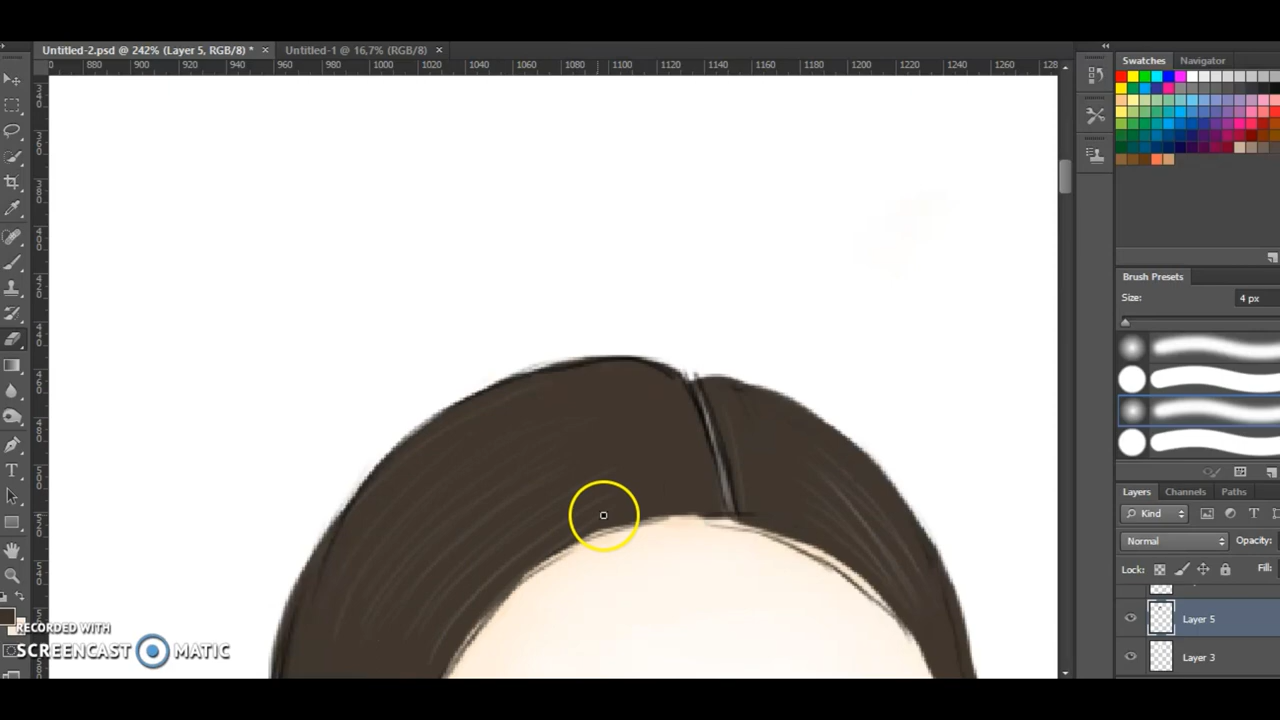 Untitled-2.psd @ 242% (Layer 5, RGB/8) * × Untitled-1 @ 16,7% (RGB/8) ×
880 900 920 940 960 980 1000 1020 1040 1060 1080 1100 1120 1140 1160 1180 1200 1220 1240 1260 128
Swatches Navigator
Brush Presets
Size: 4 px
Layers Channels Paths
Kind
Normal Opacity:
Lock: Fill:
Layer 5
Layer 3
RECORDED WITH
SCREENCAST MATIC